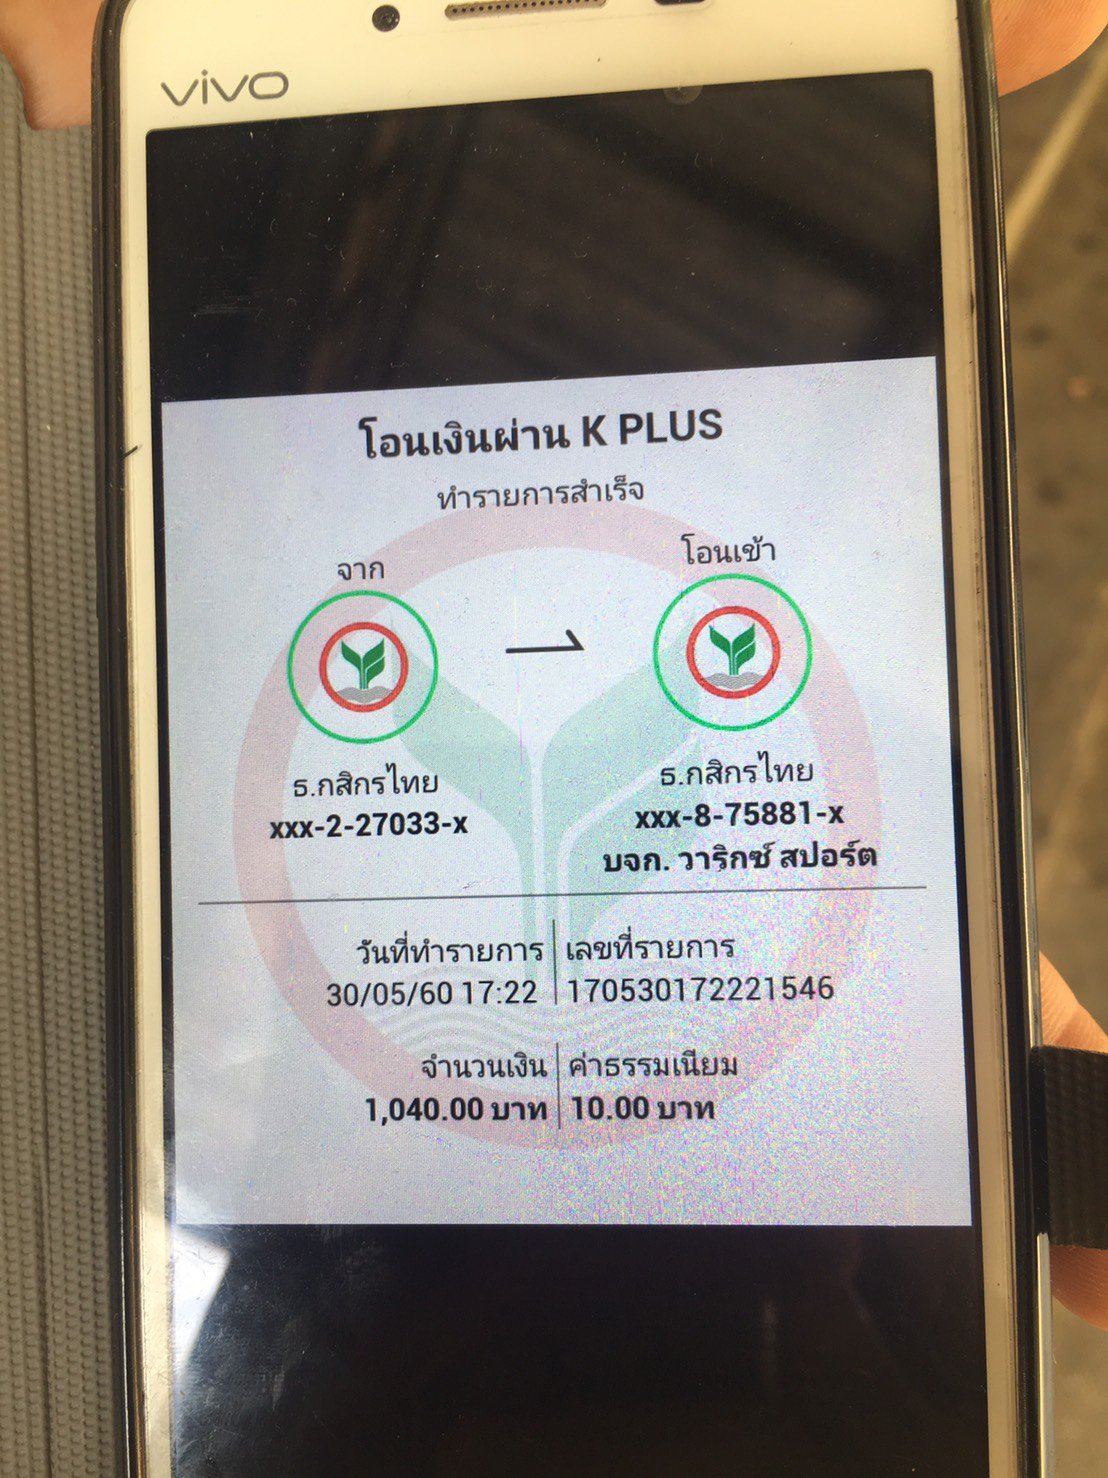 vivo
โอนเงินผ่าน K PLUS
ทำรายการสำเร็จ
จาก
โอนเข้า
ธ.กสิกรไทย
xxx-2-27033-x
ธ.กสิกรไทย
xxx-8-75881-x
บจก. วาริกซ์ สปอร์ต
วันที่ทำรายการ
เลขที่รายการ
30/05/60 17:22
170530172221546
จำนวนเงิน
ค่าธรรมเนียม
1,040.00 บาท
10.00 บาท